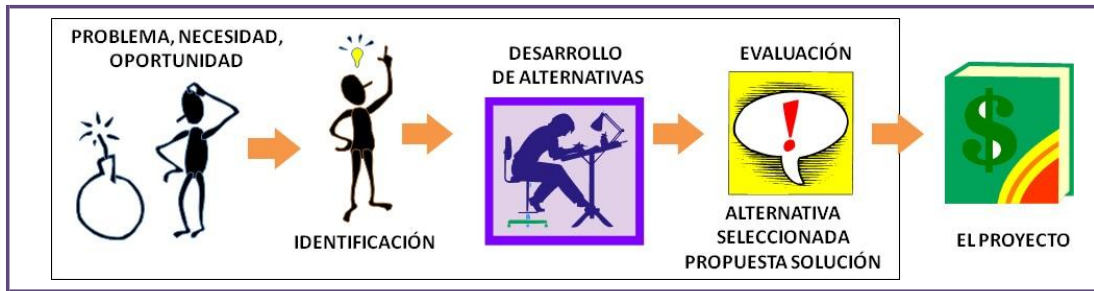 PROBLEMA, NECESIDAD,
OPORTUNIDAD
IDENTIFICACIÓN
DESARROLLO
DE ALTERNATIVAS
EVALUACIÓN
!
ALTERNATIVA
SELECCIONADA
PROPUESTA SOLUCIÓN
$
EL PROYECTO